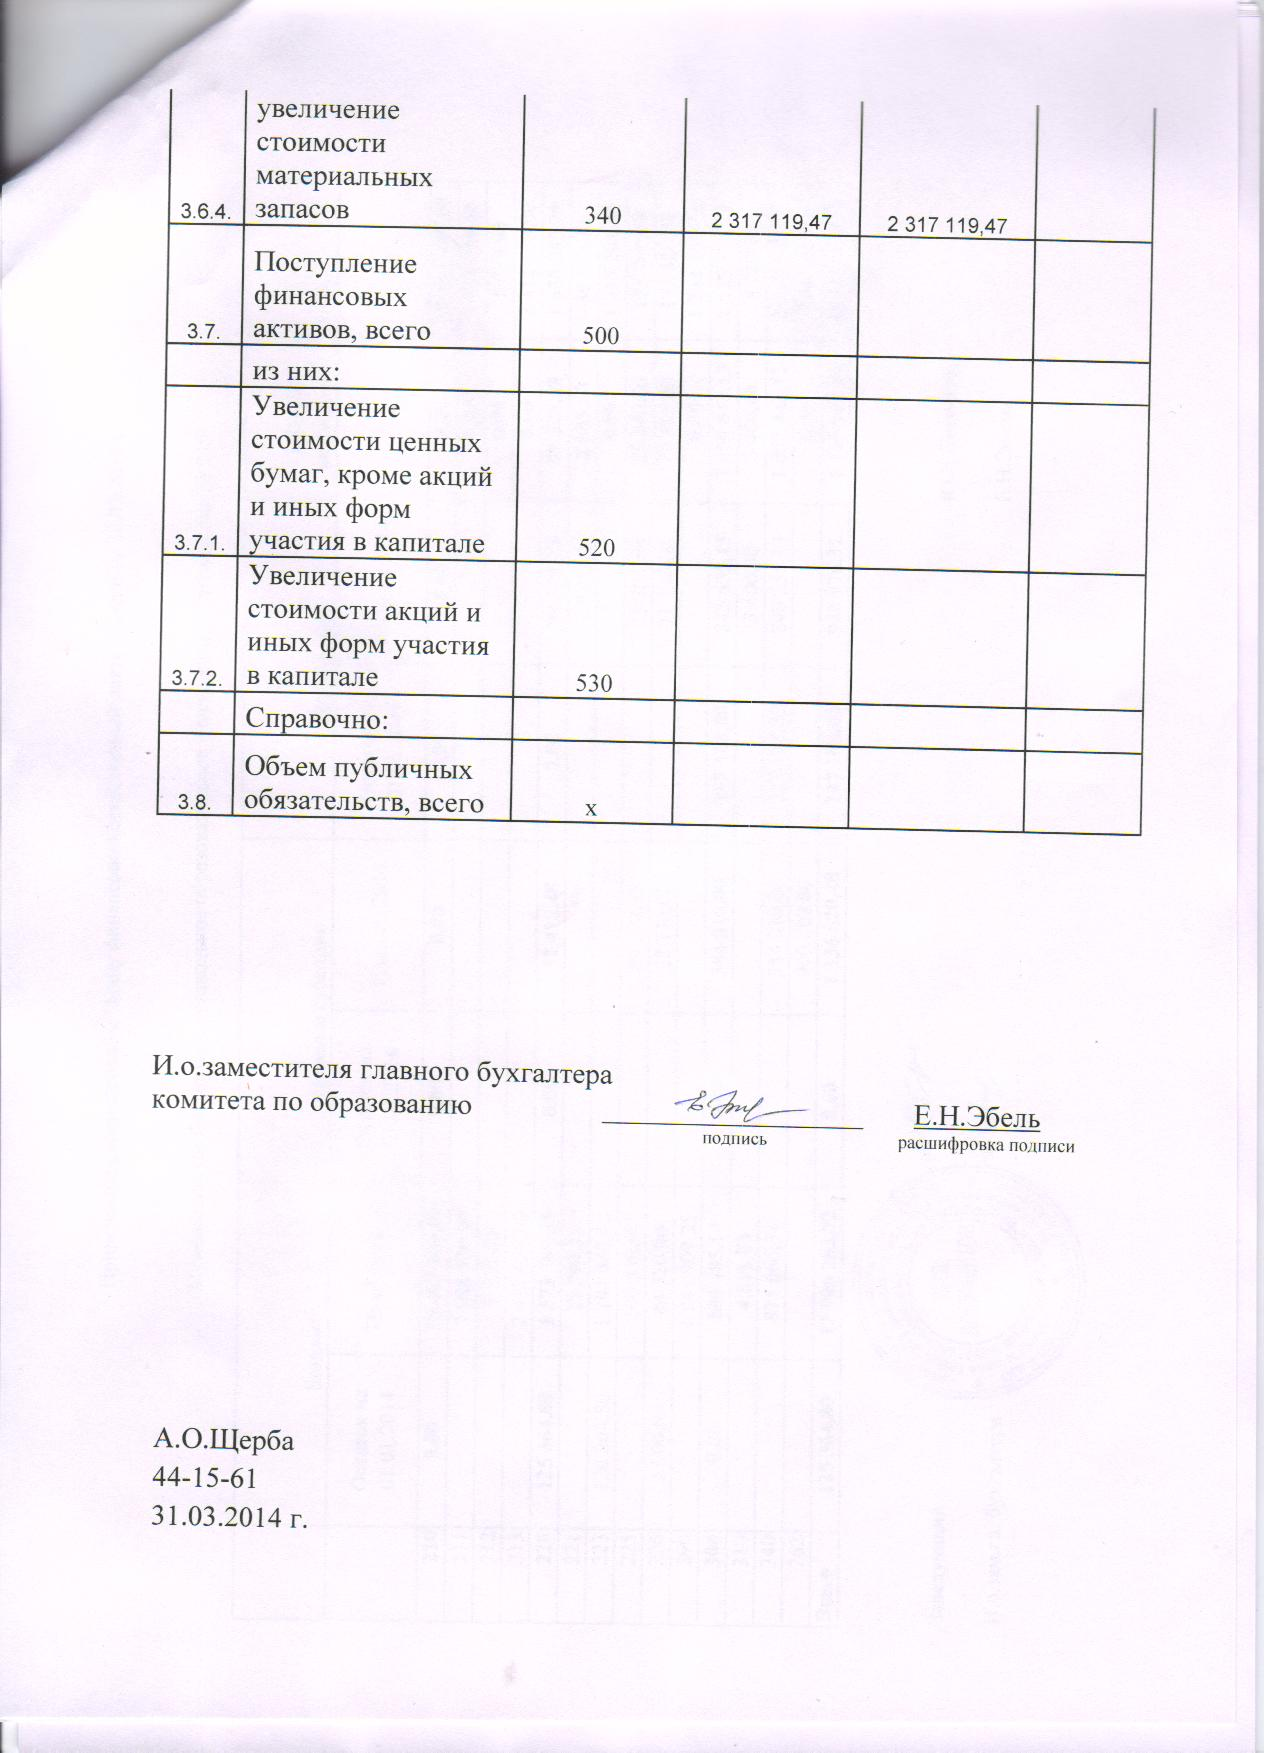 увеличение
стоимости
материальных
3.6.4. запасов 340 2 317 119,47 2 317 119,47
Поступление
финансовых
3.7. активов, всего 500
из них:
Увеличение
стоимости ценных
бумаг, кроме акций
и иных форм
3.7.1. участия в капитале 520
Увеличение
стоимости акций и
иных форм участия
3.7.2. в капитале 530
Справочно:
Объем публичных
3.8. обязательств, всего х
И.о.заместителя главного бухгалтера
комитета по образованию Е.Н.Эбель
подпись расшифровка подписи
А.О.Щерба
44-15-61
31.03.2014 г.